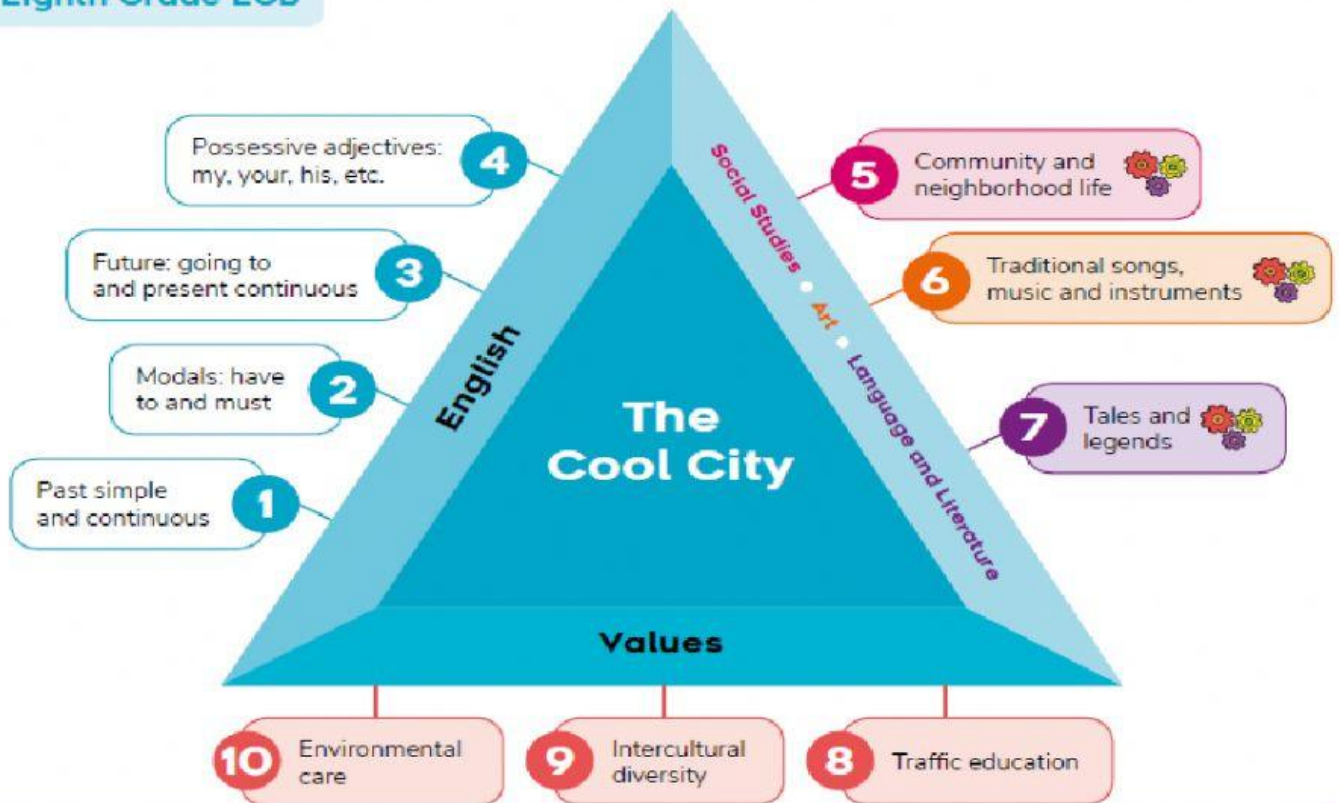 Eighth Grade EGB
4
Possessive adjectives:
my, your, his, etc.
3
Future: going to
and present continuous
2
Modals: have
to and must
1
Past simple
and continuous
English
The
Cool City
Social Studies • Art • Language and Literature
5
Community and
neighborhood life
6
Traditional songs,
music and instruments
7
Tales and
legends
Values
10
Environmental
care
9
Intercultural
diversity
8
Traffic education